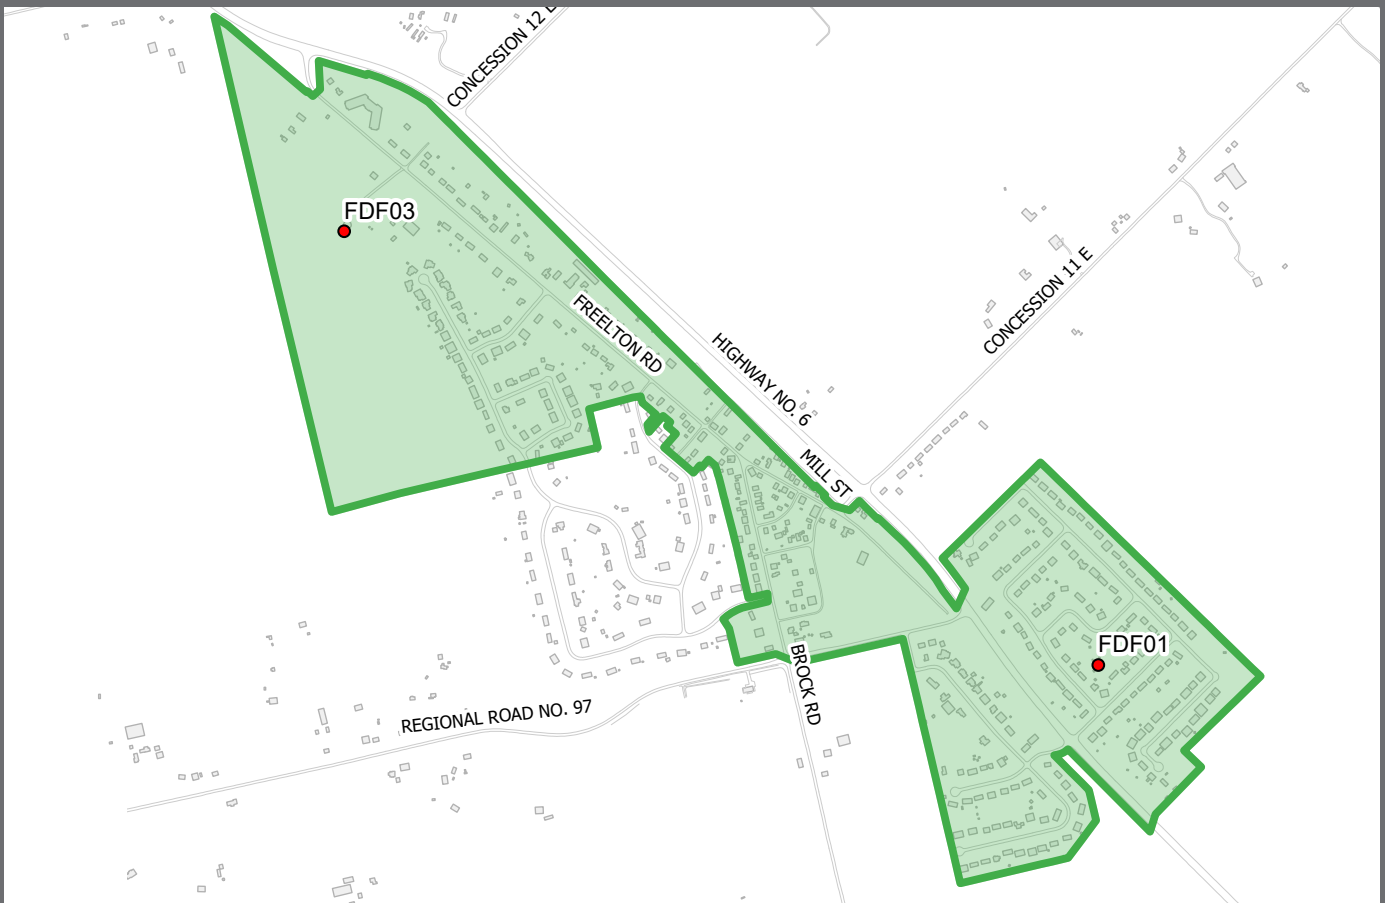 CONCESSION 12 E
FDF03
FREELTON RD
HIGHWAY NO. 6
CONCESSION 11 E
MILL ST
FDF01
BROCK RD
REGIONAL ROAD NO. 97